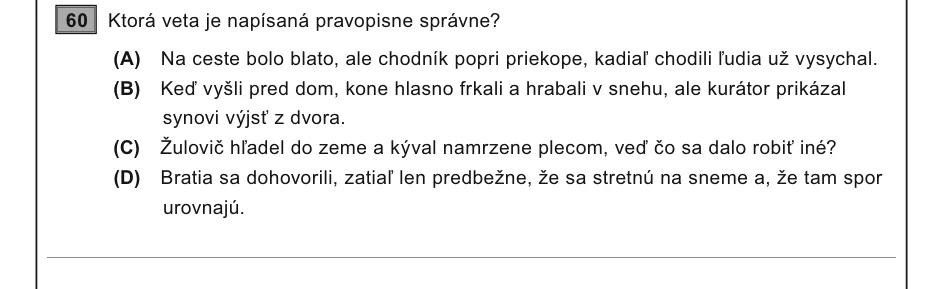 60 Ktorá veta je napísaná pravopisne správne?
(A) Na ceste bolo blato, ale chodník popri priekope, kadiaľ chodili ľudia už vysychal.
(B) Keď vyšli pred dom, kone hlasno frkali a hrabali v snehu, ale kurátor prikázal
synovi výjsť z dvora.
(C) Žulovič hľadel do zeme a kýval namrzene plecom, veď čo sa dalo robiť iné?
(D) Bratia sa dohovorili, zatiaľ len predbežne, že sa stretnú na sneme a, že tam spor
urovnajú.